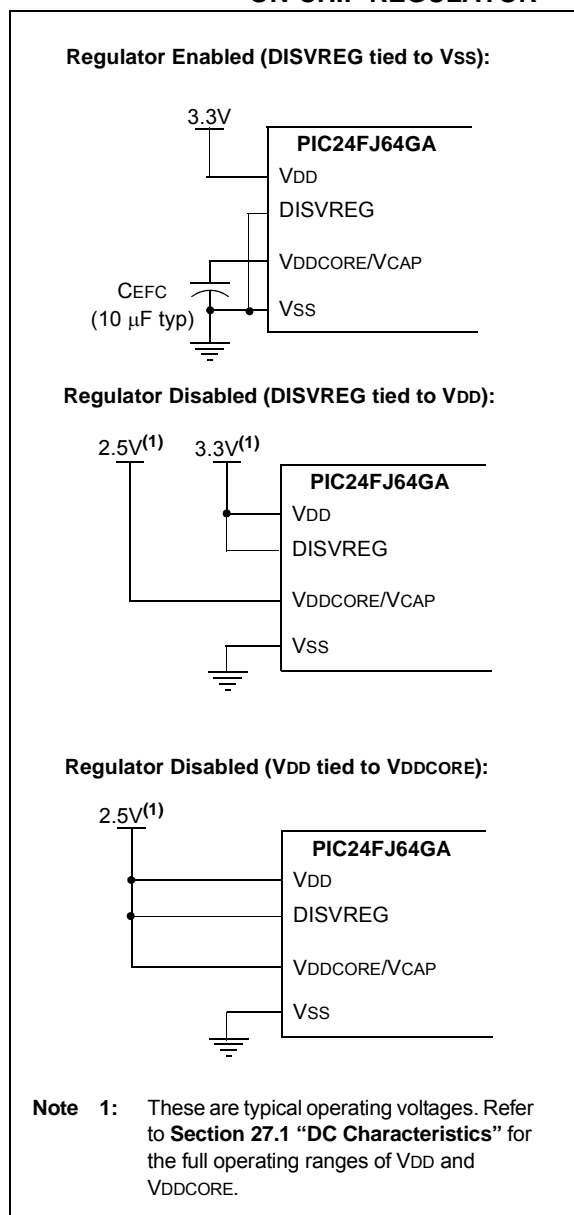 ON-CHIP REGULATOR
Regulator Enabled (DISVREG tied to VSS):
3.3V
PIC24FJ64GA
VDD
DISVREG
VDDCORE/VCAP
CEFC
(10 μF typ)
VSS
Regulator Disabled (DISVREG tied to VDD):
2.5V(1) 3.3V(1)
PIC24FJ64GA
VDD
DISVREG
VDDCORE/VCAP
VSS
Regulator Disabled (VDD tied to VDDCORE):
2.5V(1)
PIC24FJ64GA
VDD
DISVREG
VDDCORE/VCAP
VSS
Note 1: These are typical operating voltages. Refer
to Section 27.1 “DC Characteristics” for
the full operating ranges of VDD and
VDDCORE.